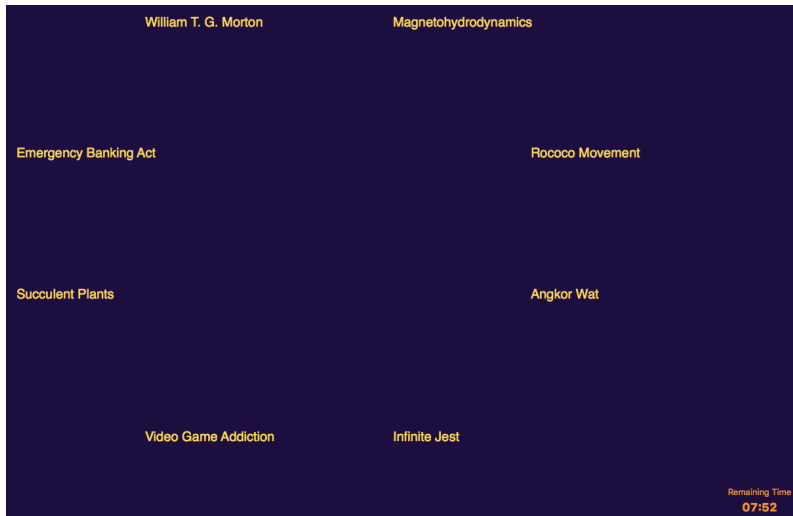 William T. G. Morton
Magnetohydrodynamics
Emergency Banking Act
Rococo Movement
Succulent Plants
Angkor Wat
Video Game Addiction
Infinite Jest
Remaining Time
07:52